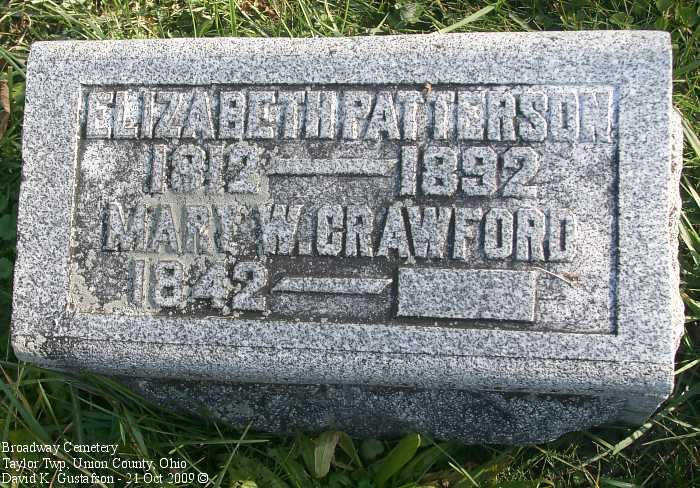 ELIZABETH PATTERSON
1812 — 1892
MARY W. CRAWFORD
1842 —
Broadway Cemetery
Taylor Twp. Union County, Ohio
David K. Gustafson - 21 Oct 2009 ©